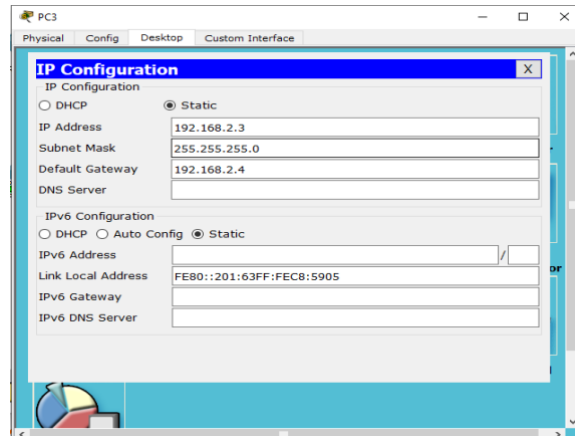 PC3
Physical Config Desktop Custom Interface
IP Configuration X
IP Configuration
DHCP Static
IP Address 192.168.2.3
Subnet Mask 255.255.255.0
Default Gateway 192.168.2.4
DNS Server
IPv6 Configuration
DHCP Auto Config Static
IPv6 Address /
Link Local Address FE80::201:63FF:FEC8:5905
IPv6 Gateway
IPv6 DNS Server